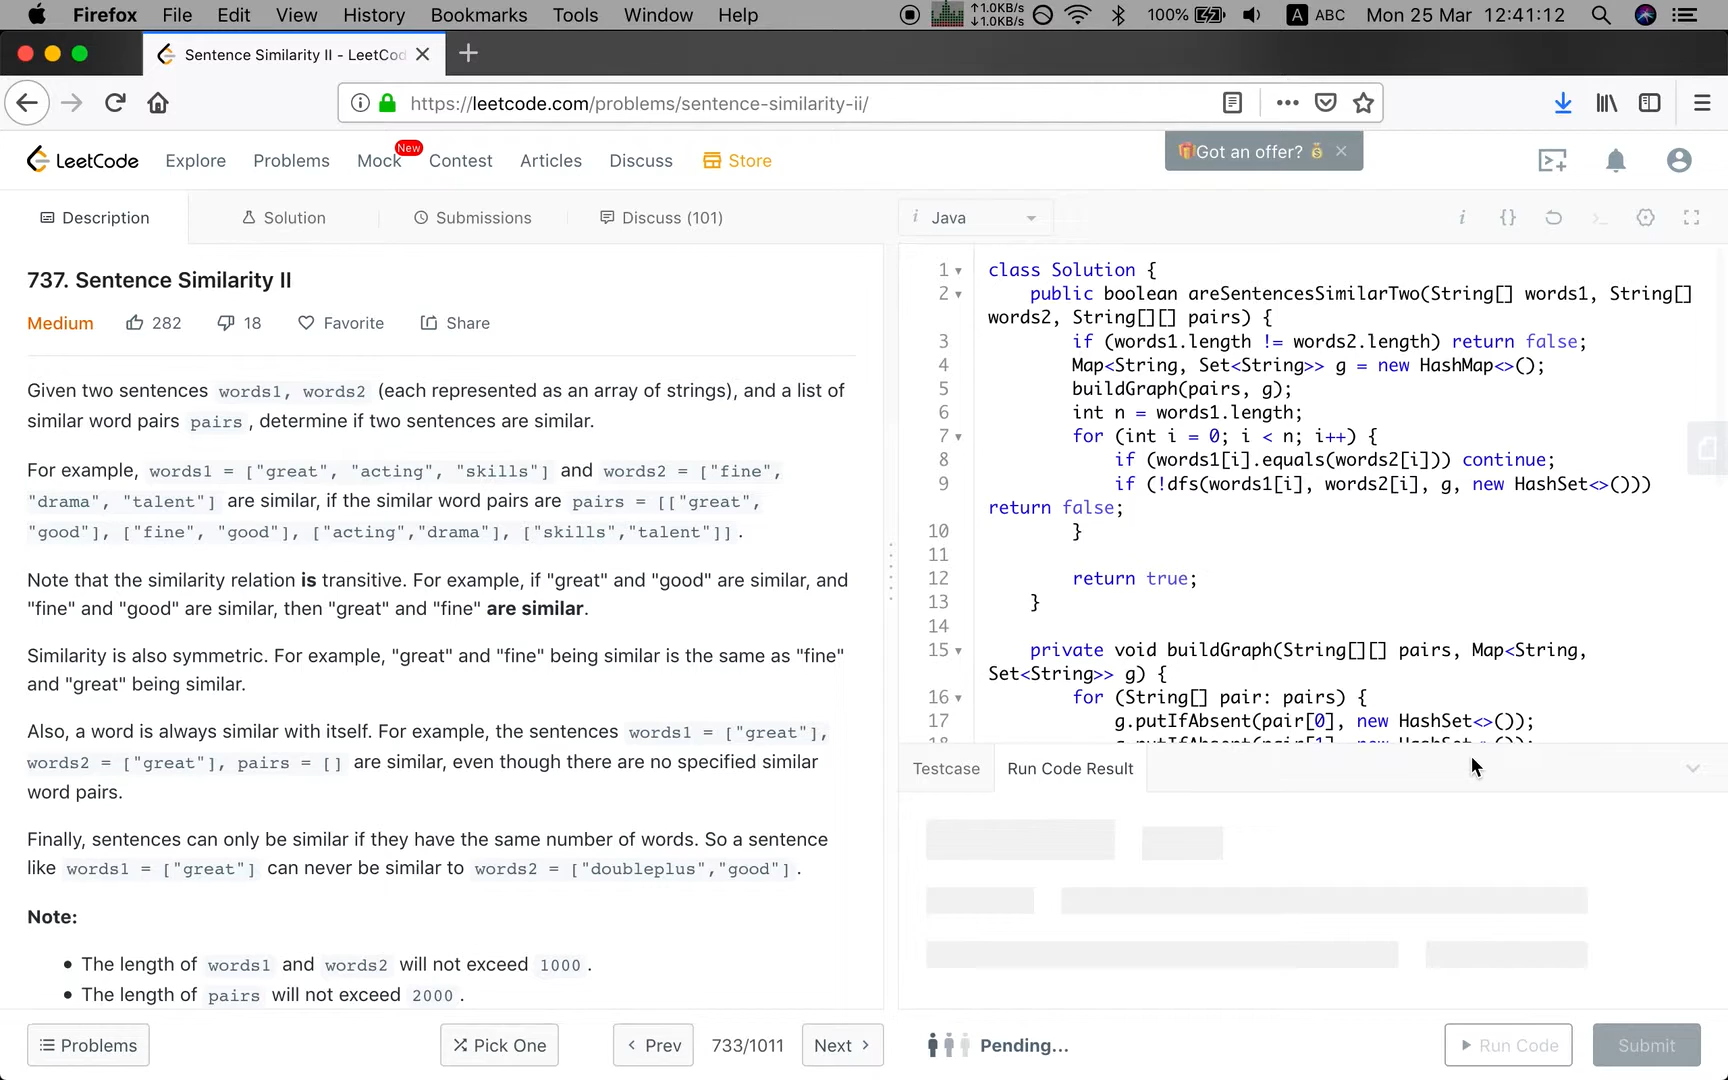 Firefox File Edit View History Bookmarks Tools Window Help ↑1.0KB/s ↓1.0KB/s 100% A ABC Mon 25 Mar 12:41:12
Sentence Similarity II - LeetCod
https://leetcode.com/problems/sentence-similarity-ii/
LeetCode Explore Problems Mock New Contest Articles Discuss Store Got an offer?
Description Solution Submissions Discuss (101)
737. Sentence Similarity II
Medium 282 18 Favorite Share
Given two sentences words1, words2 (each represented as an array of strings), and a list of
similar word pairs pairs , determine if two sentences are similar.
For example, words1 = ["great", "acting", "skills"] and words2 = ["fine",
"drama", "talent"] are similar, if the similar word pairs are pairs = [["great",
"good"], ["fine", "good"], ["acting","drama"], ["skills","talent"]] .
Note that the similarity relation is transitive. For example, if "great" and "good" are similar, and
"fine" and "good" are similar, then "great" and "fine" are similar.
Similarity is also symmetric. For example, "great" and "fine" being similar is the same as "fine"
and "great" being similar.
Also, a word is always similar with itself. For example, the sentences words1 = ["great"],
words2 = ["great"], pairs = [] are similar, even though there are no specified similar
word pairs.
Finally, sentences can only be similar if they have the same number of words. So a sentence
like words1 = ["great"] can never be similar to words2 = ["doubleplus","good"] .
Note:
• The length of words1 and words2 will not exceed 1000 .
• The length of pairs will not exceed 2000 .
Problems Pick One Prev 733/1011 Next
i Java
1 class Solution {
2 public boolean areSentencesSimilarTwo(String[] words1, String[]
words2, String[][] pairs) {
3 if (words1.length != words2.length) return false;
4 Map<String, Set<String>> g = new HashMap<>();
5 buildGraph(pairs, g);
6 int n = words1.length;
7 for (int i = 0; i < n; i++) {
8 if (words1[i].equals(words2[i])) continue;
9 if (!dfs(words1[i], words2[i], g, new HashSet<>()))
return false;
10 }
11
12 return true;
13 }
14
15 private void buildGraph(String[][] pairs, Map<String,
Set<String>> g) {
16 for (String[] pair: pairs) {
17 g.putIfAbsent(pair[0], new HashSet<>());
18 g.putIfAbsent(pair[1], new HashSet<>());
Testcase Run Code Result
Pending... Run Code Submit